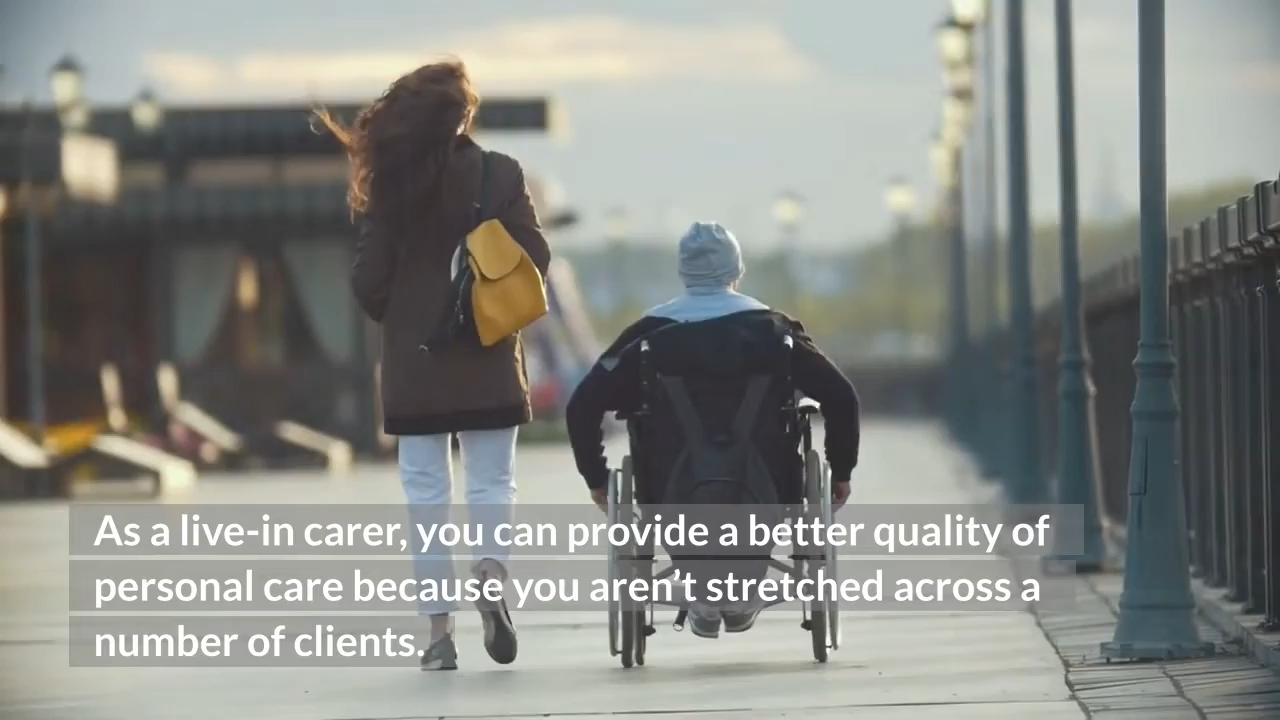 As a live-in carer, you can provide a better quality of
personal care because you aren’t stretched across a
number of clients.